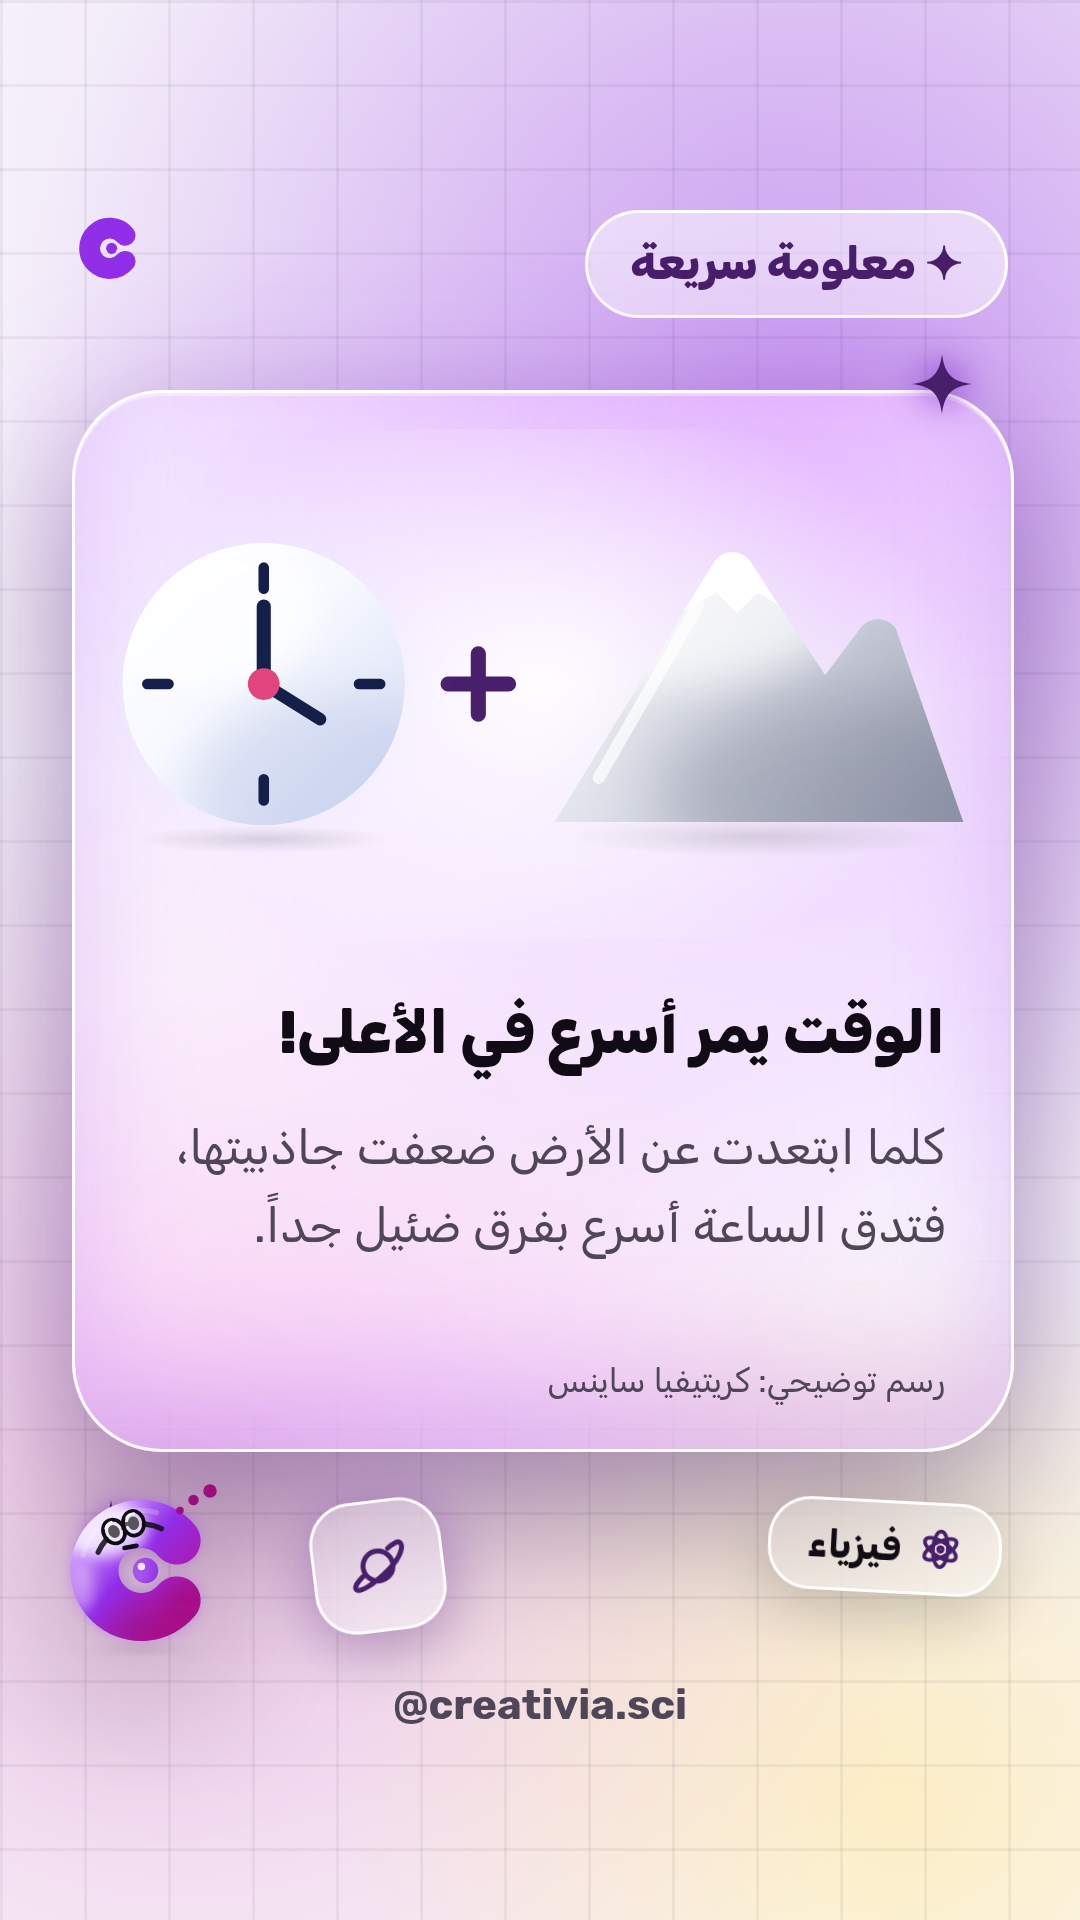 معلومة سريعة
الوقت يمر أسرع في الأعلى!
كلما ابتعدت عن الأرض ضعفت جاذبيتها،
فتدق الساعة أسرع بفرق ضئيل جداً.
رسم توضيحي: كريتيفيا ساينس
فيزياء
@creativia.sci